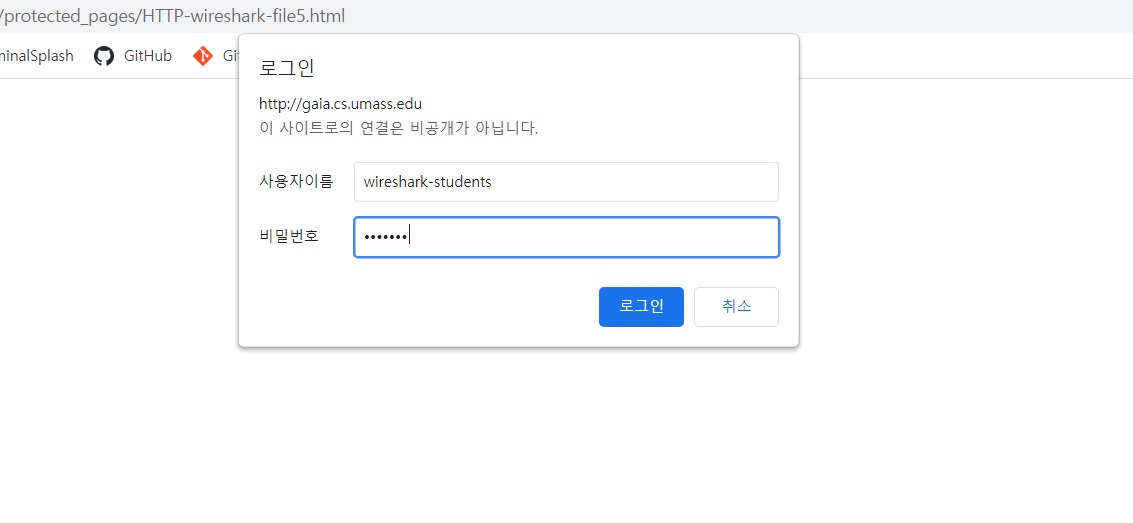 /protected_pages/HTTP-wireshark-file5.html
minalSplash GitHub
로그인
http://gaia.cs.umass.edu
이 사이트로의 연결은 비공개가 아닙니다.
사용자이름 wireshark-students
비밀번호 •••••••
로그인 취소